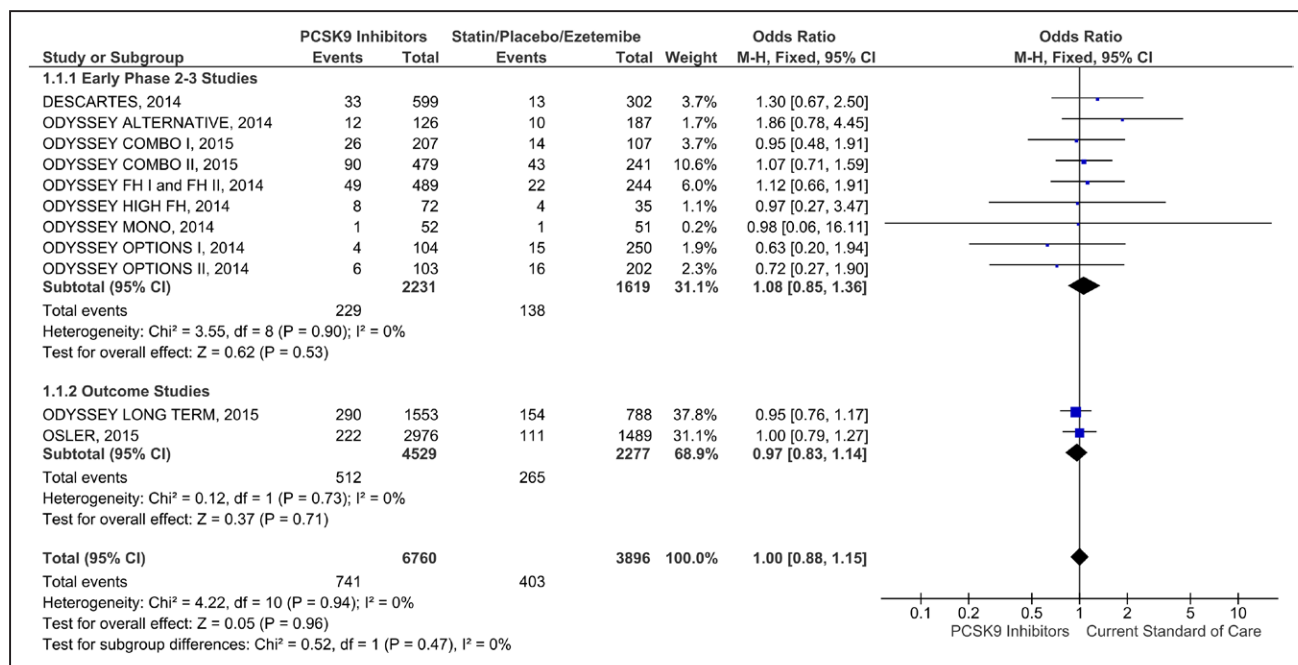 PCSK9 Inhibitors Statin/Placebo/Ezetemibe Odds Ratio Odds Ratio
Study or Subgroup Events Total Events Total Weight M-H, Fixed, 95% CI M-H, Fixed, 95% CI
1.1.1 Early Phase 2-3 Studies
DESCARTES, 2014 33 599 13 302 3.7% 1.30 [0.67, 2.50]
ODYSSEY ALTERNATIVE, 2014 12 126 10 187 1.7% 1.86 [0.78, 4.45]
ODYSSEY COMBO I, 2015 26 207 14 107 3.7% 0.95 [0.48, 1.91]
ODYSSEY COMBO II, 2015 90 479 43 241 10.6% 1.07 [0.71, 1.59]
ODYSSEY FH I and FH II, 2014 49 489 22 244 6.0% 1.12 [0.66, 1.91]
ODYSSEY HIGH FH, 2014 8 72 4 35 1.1% 0.97 [0.27, 3.47]
ODYSSEY MONO, 2014 1 52 1 51 0.2% 0.98 [0.06, 16.11]
ODYSSEY OPTIONS I, 2014 4 104 15 250 1.9% 0.63 [0.20, 1.94]
ODYSSEY OPTIONS II, 2014 6 103 16 202 2.3% 0.72 [0.27, 1.90]
Subtotal (95% CI) 2231 1619 31.1% 1.08 [0.85, 1.36]
Total events 229 138
Heterogeneity: Chi² = 3.55, df = 8 (P = 0.90); I² = 0%
Test for overall effect: Z = 0.62 (P = 0.53)
1.1.2 Outcome Studies
ODYSSEY LONG TERM, 2015 290 1553 154 788 37.8% 0.95 [0.76, 1.17]
OSLER, 2015 222 2976 111 1489 31.1% 1.00 [0.79, 1.27]
Subtotal (95% CI) 4529 2277 68.9% 0.97 [0.83, 1.14]
Total events 512 265
Heterogeneity: Chi² = 0.12, df = 1 (P = 0.73); I² = 0%
Test for overall effect: Z = 0.37 (P = 0.71)
Total (95% CI) 6760 3896 100.0% 1.00 [0.88, 1.15]
Total events 741 403
Heterogeneity: Chi² = 4.22, df = 10 (P = 0.94); I² = 0%
Test for overall effect: Z = 0.05 (P = 0.96)
Test for subgroup differences: Chi² = 0.52, df = 1 (P = 0.47), I² = 0%
0.1 0.2 0.5 1 2 5 10
PCSK9 Inhibitors Current Standard of Care